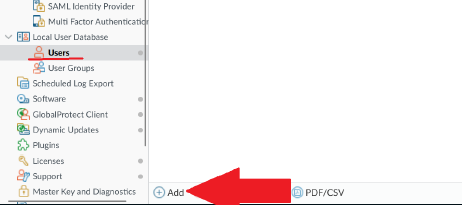 SAML Identity Provider
Multi Factor Authentication
Local User Database
Users
User Groups
Scheduled Log Export
Software
GlobalProtect Client
Dynamic Updates
Plugins
Licenses
Support
Master Key and Diagnostics
Add
PDF/CSV